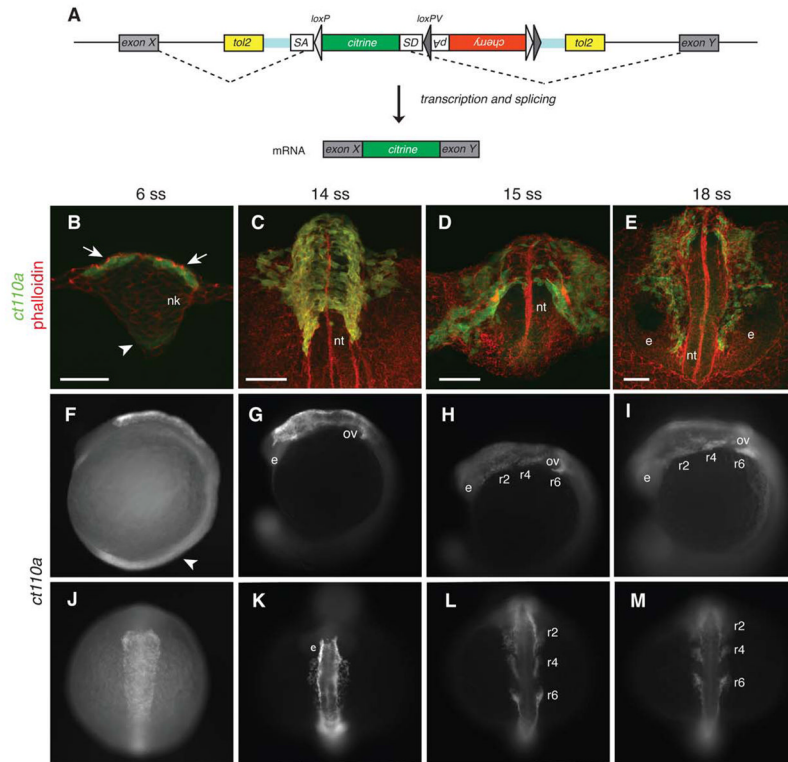 A
loxP loxPV
exon X tol2 SA citrine SD pA cherry tol2 exon Y
transcription and splicing
mRNA exon X citrine exon Y
6 ss 14 ss 15 ss 18 ss
ct110a
phalloidin
B nk
C nt
D nt
E e nt e
F
G e ov
H e r2 r4 ov r6
I r2 r4 ov r6 e
ct110a
J
K e
L r2 r4 r6
M r2 r4 r6